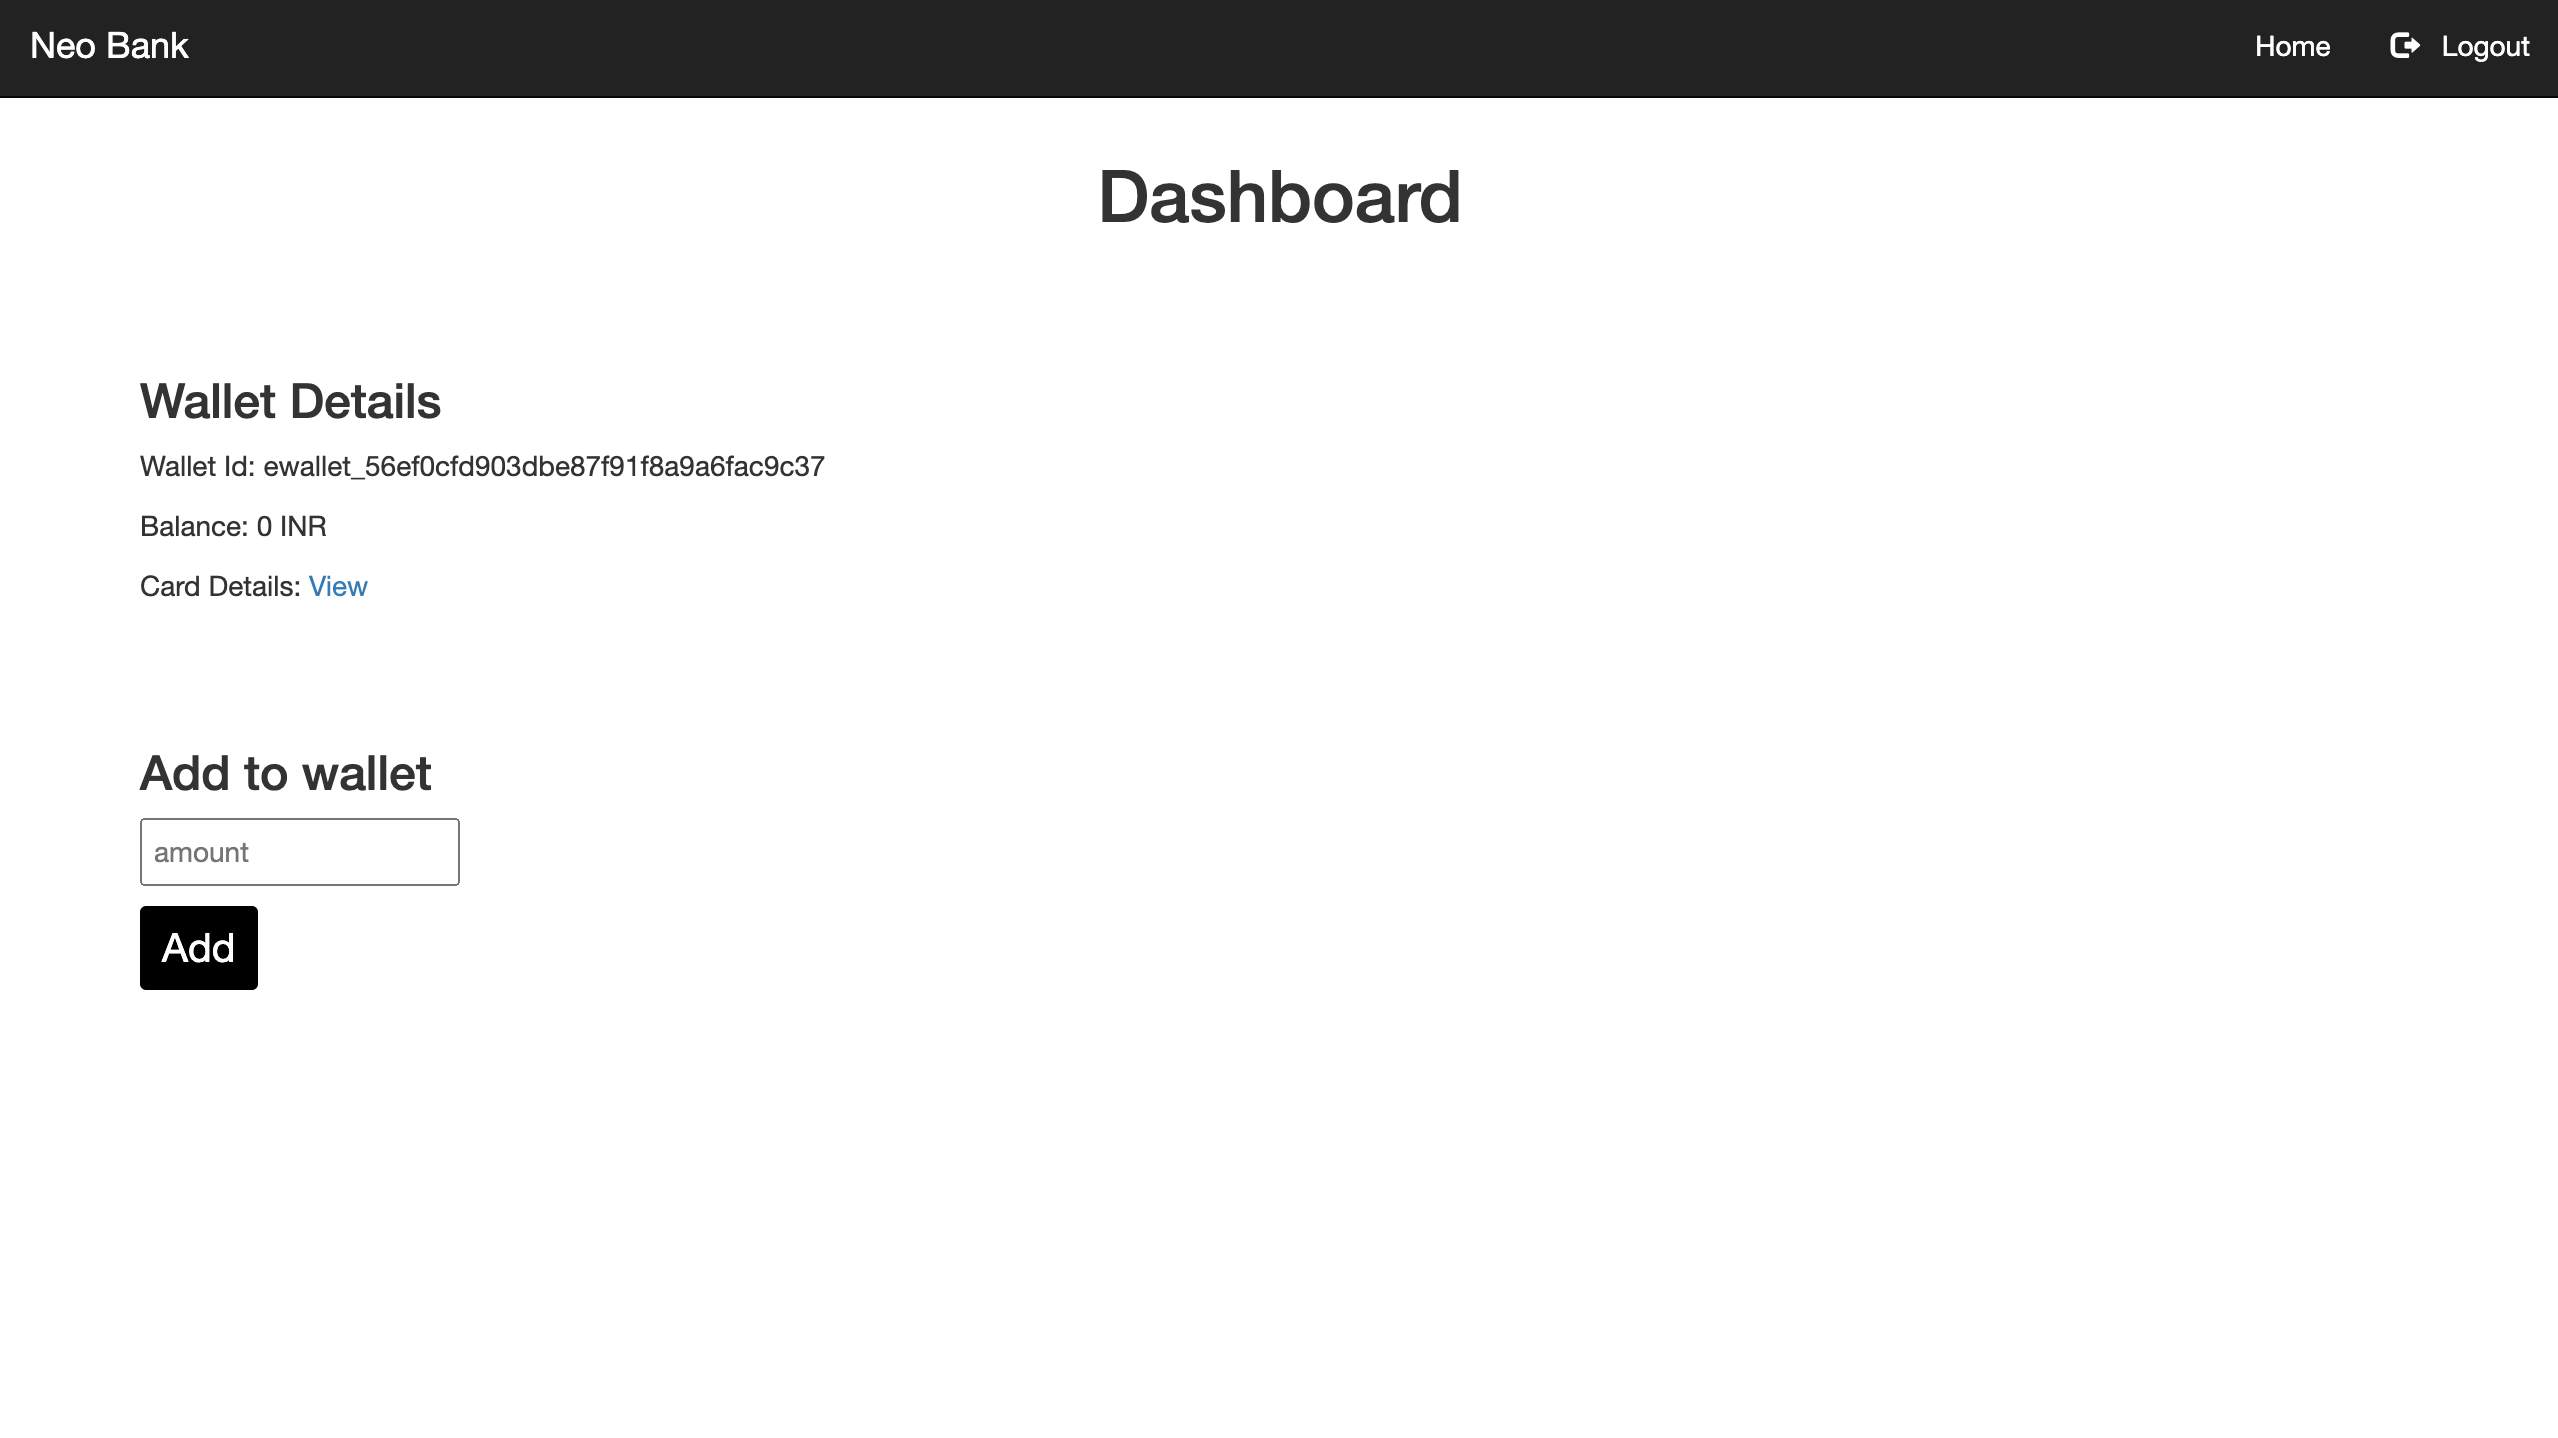 Neo Bank
Home
Logout
Dashboard
Wallet Details
Wallet Id: ewallet_56ef0cfd903dbe87f91f8a9a6fac9c37
Balance: 0 INR
Card Details: View
Add to wallet
amount
Add